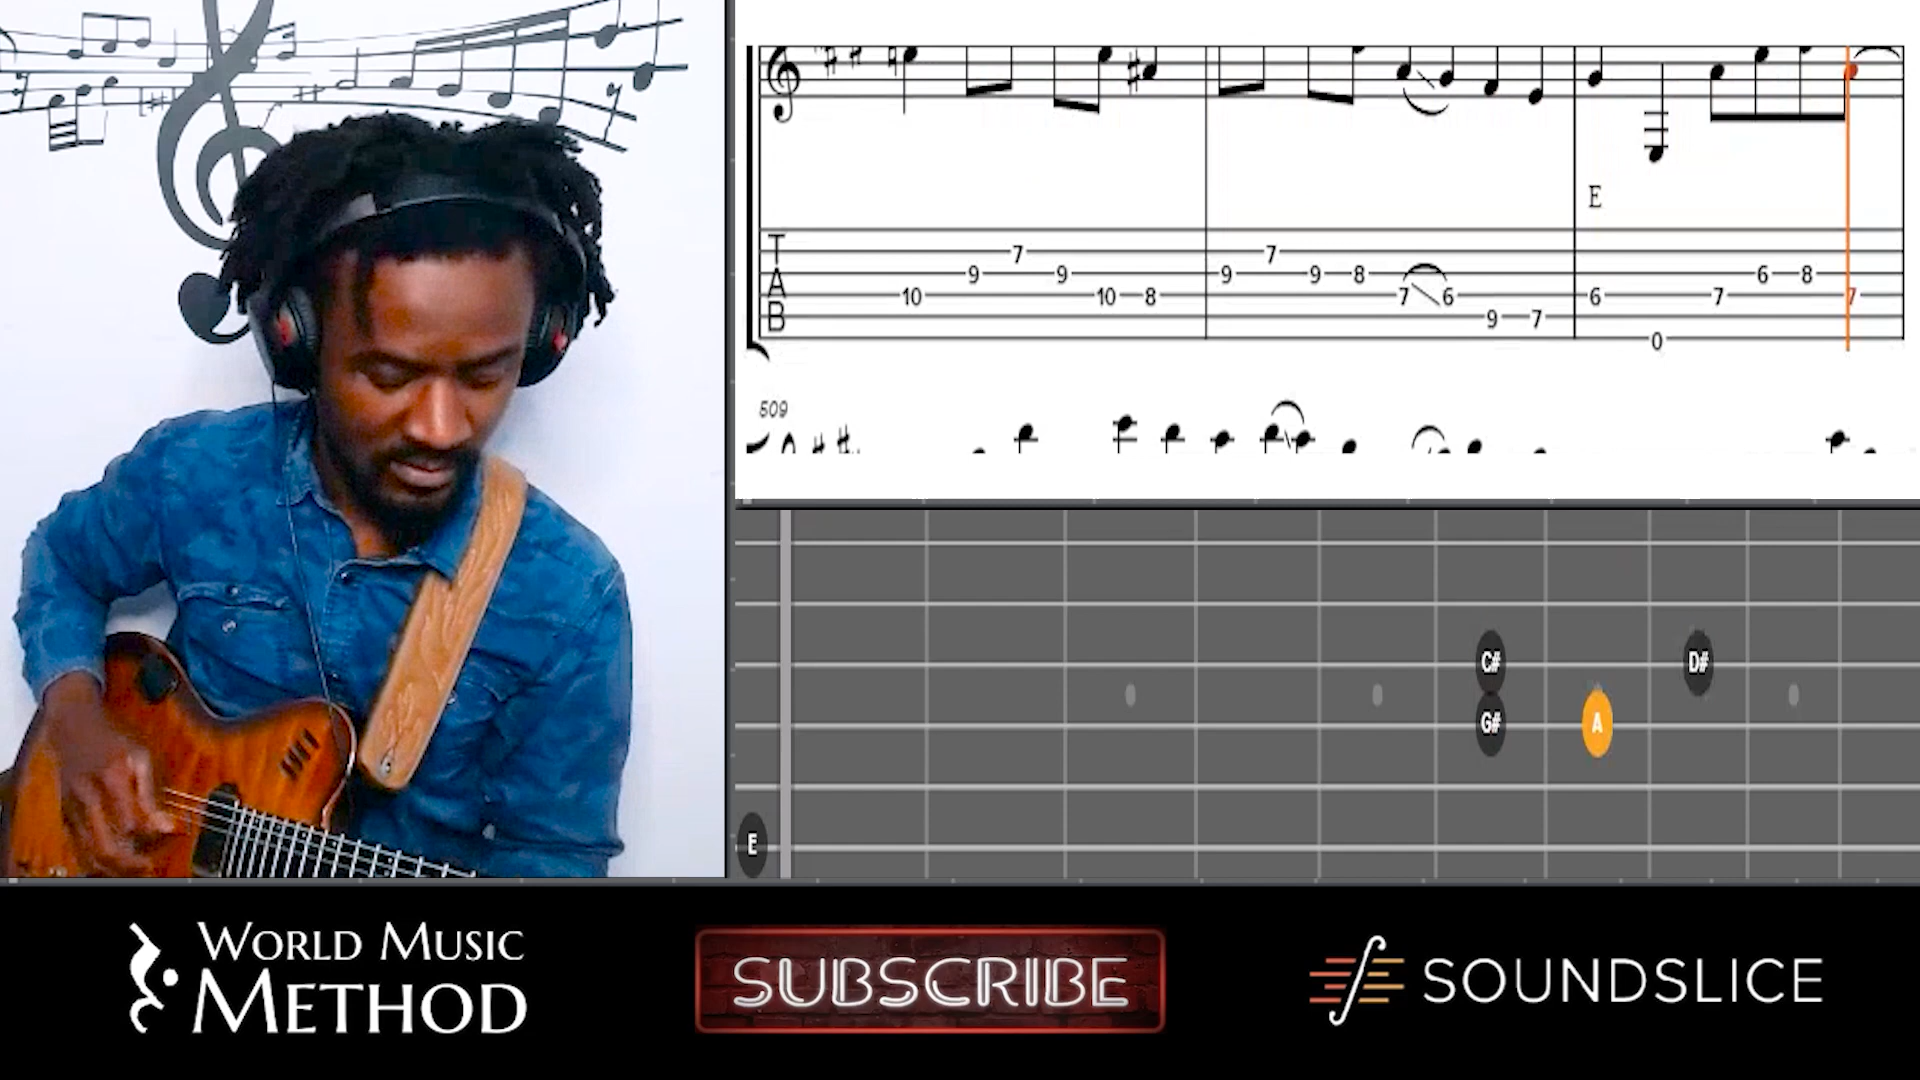 E
T
A
B
7 7
9 9 9 9 8 6 8
10 10 8 7 6 6 7 7
9 7
0
509
C# D#
G# A
E
WORLD MUSIC
METHOD
SUBSCRIBE
SOUNDSLICE